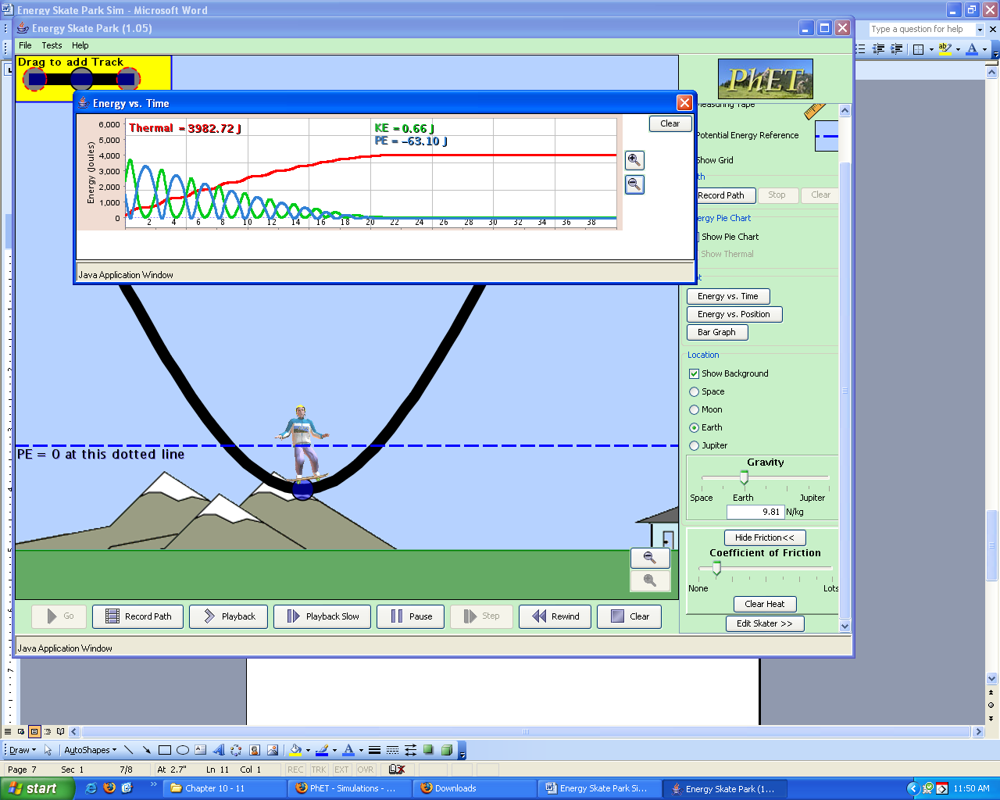 Energy Skate Park Sim - Microsoft Word
Energy Skate Park (1.05)
Type a question for help
File Tests Help
Drag to add Track
PhET
Energy vs. Time
Clear
Thermal = 3982.72 J
KE = 0.66 J
PE = -63.10 J
Energy (Joules)
6,000
5,000
4,000
3,000
2,000
1,000
0
2 4 6 8 10 12 14 16 18 20 22 24 26 28 30 32 34 36 38
Java Application Window
Measuring Tape
Potential Energy Reference
Show Grid
Record Path Stop Clear
Energy Pie Chart
Show Pie Chart
Show Thermal
Energy vs. Time
Energy vs. Position
Bar Graph
Location
Show Background
Space
Moon
Earth
Jupiter
Gravity
Space Earth Jupiter
9.81 N/kg
Hide Friction<<
Coefficient of Friction
None Lots
Clear Heat
Edit Skater >>
PE = 0 at this dotted line
Go Record Path Playback Playback Slow Pause Step Rewind Clear
Java Application Window
Draw AutoShapes
Page 7 Sec 1 7/8 At 2.7" Ln 11 Col 1 REC TRK EXT OVR
start Chapter 10 - 11 PhET - Simulations - ... Downloads Energy Skate Park Si... Energy Skate Park (1... 11:50 AM